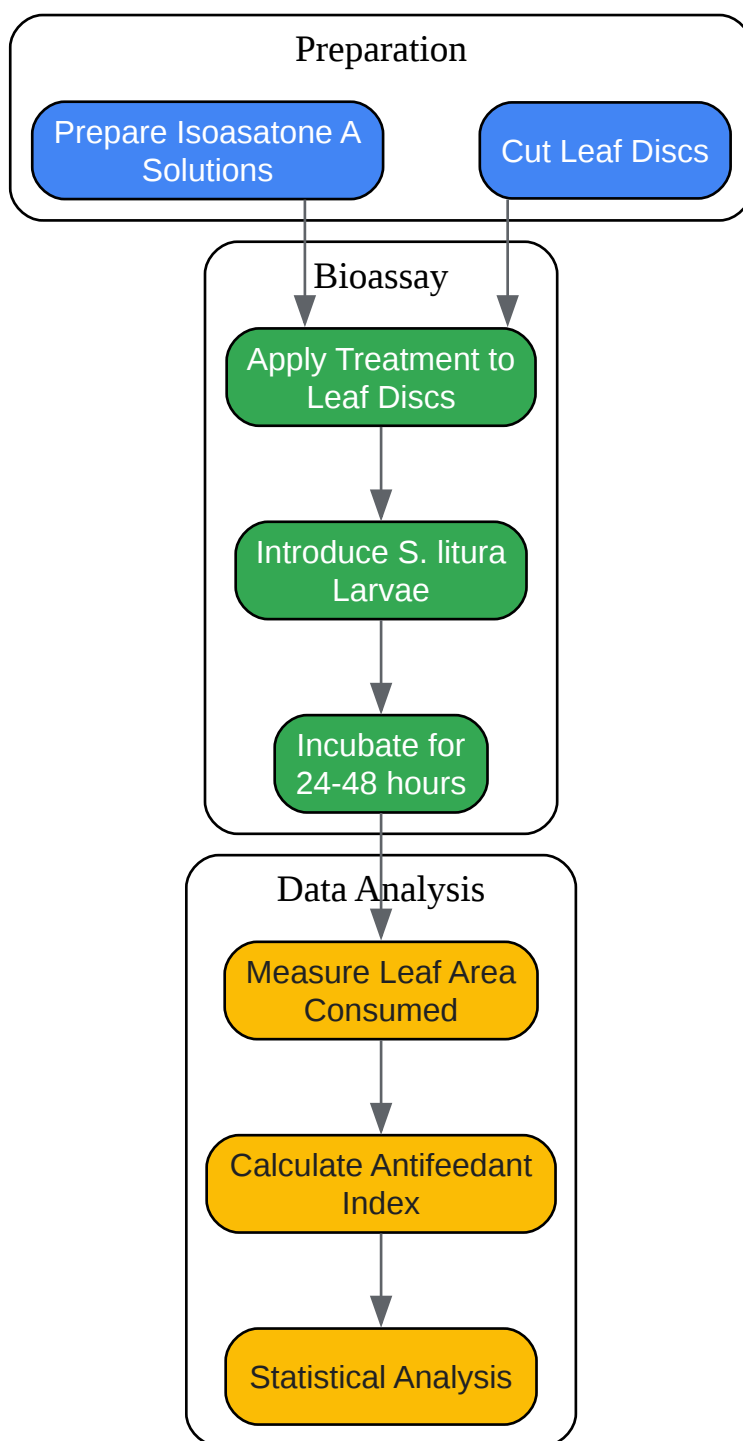 Preparation
Prepare Isoasatone A
Solutions
Cut Leaf Discs
Bioassay
Apply Treatment to
Leaf Discs
Introduce S. litura
Larvae
Incubate for
24-48 hours
Data Analysis
Measure Leaf Area
Consumed
Calculate Antifeedant
Index
Statistical Analysis